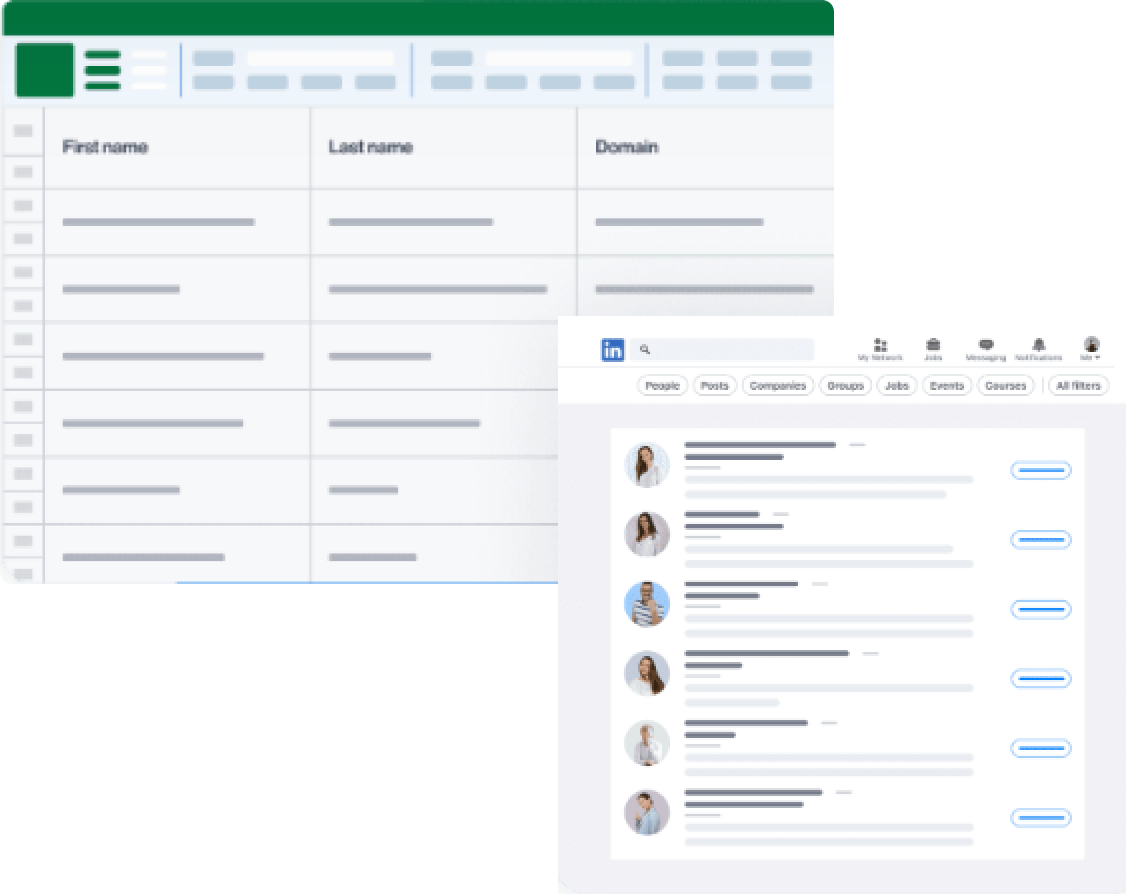 First name Last name Domain
in
My Network Jobs Messaging Notifications Me
People Posts Companies Groups Jobs Events Courses All filters